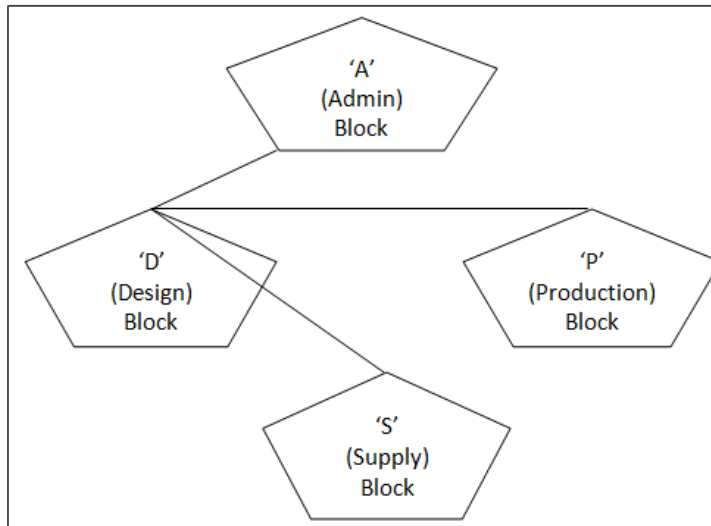 ‘A’
(Admin)
Block
‘D’
(Design)
Block
‘P’
(Production)
Block
‘S’
(Supply)
Block